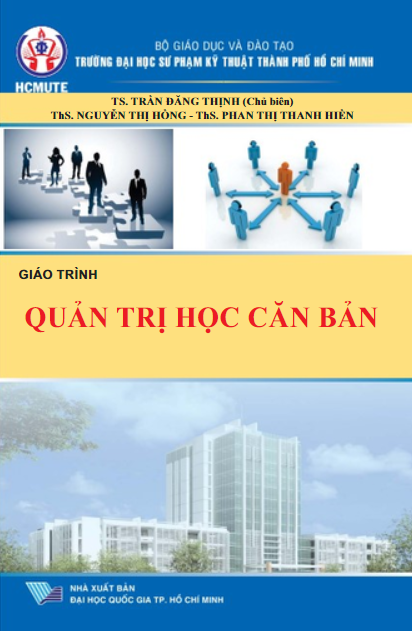 BỘ GIÁO DỤC VÀ ĐÀO TẠO
TRƯỜNG ĐẠI HỌC SƯ PHẠM KỸ THUẬT THÀNH PHỐ HỒ CHÍ MINH
HCMUTE
TS. TRẦN ĐĂNG THỊNH (Chủ biên)
ThS. NGUYỄN THỊ HỒNG - ThS. PHAN THỊ THANH HIỀN
GIÁO TRÌNH
QUẢN TRỊ HỌC CĂN BẢN
NHÀ XUẤT BẢN
ĐẠI HỌC QUỐC GIA TP. HỒ CHÍ MINH